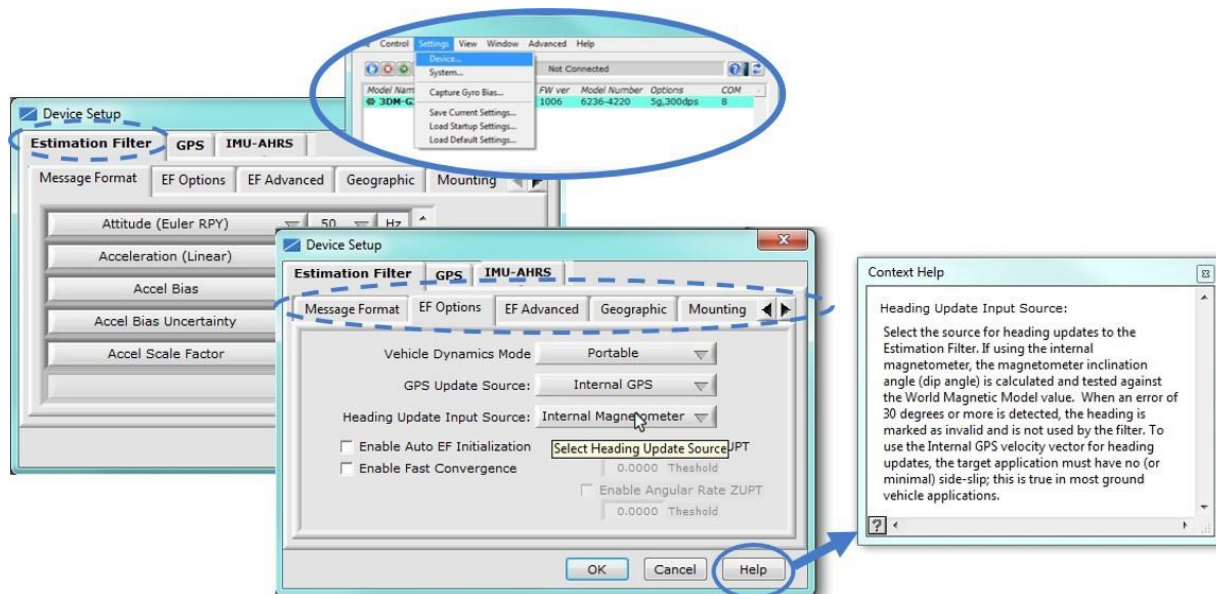 Control Settings View Window Advanced Help
Device...
System...
Capture Gyro Bias...
Save Current Settings...
Load Startup Settings...
Load Default Settings...
Not Connected
Model Nam FW ver Model Number Options COM
3DM-G 1006 6236-4220 5g,300dps 8
Device Setup
Estimation Filter GPS IMU-AHRS
Message Format EF Options EF Advanced Geographic Mounting
Attitude (Euler RPY) 50 Hz
Acceleration (Linear)
Accel Bias
Accel Bias Uncertainty
Accel Scale Factor
Device Setup
Estimation Filter GPS IMU-AHRS
Message Format EF Options EF Advanced Geographic Mounting
Vehicle Dynamics Mode Portable
GPS Update Source: Internal GPS
Heading Update Input Source: Internal Magnetometer
Enable Auto EF Initialization Select Heading Update Source UPT
Enable Fast Convergence 0.0000 Theshold
Enable Angular Rate ZUPT
0.0000 Theshold
OK Cancel Help
Context Help
Heading Update Input Source:
Select the source for heading updates to the
Estimation Filter. If using the internal
magnetometer, the magnetometer inclination
angle (dip angle) is calculated and tested against
the World Magnetic Model value. When an error of
30 degrees or more is detected, the heading is
marked as invalid and is not used by the filter. To
use the Internal GPS velocity vector for heading
updates, the target application must have no (or
minimal) side-slip; this is true in most ground
vehicle applications.
?